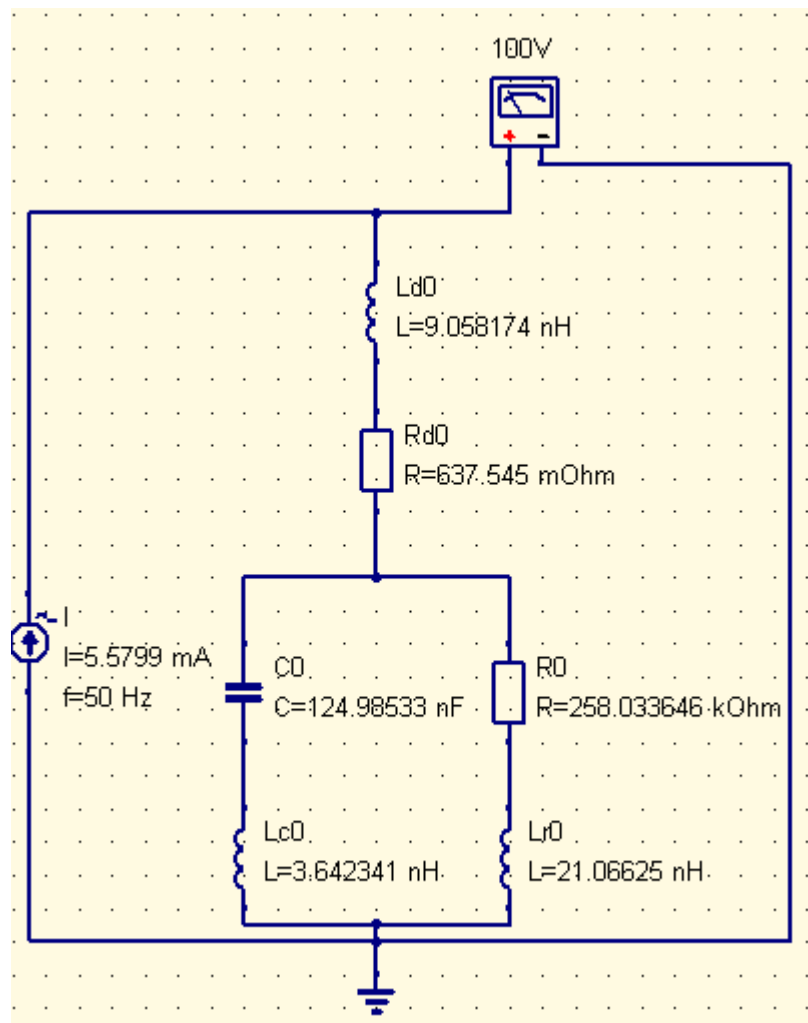 100V
+ -
Ld0
L=9.058174 nH
Rd0
R=637.545 mOhm
I
I=5.5799 mA
f=50 Hz
C0
C=124.98533 nF
R0
R=258.033646 kOhm
Lc0
L=3.642341 nH
Lr0
L=21.06625 nH